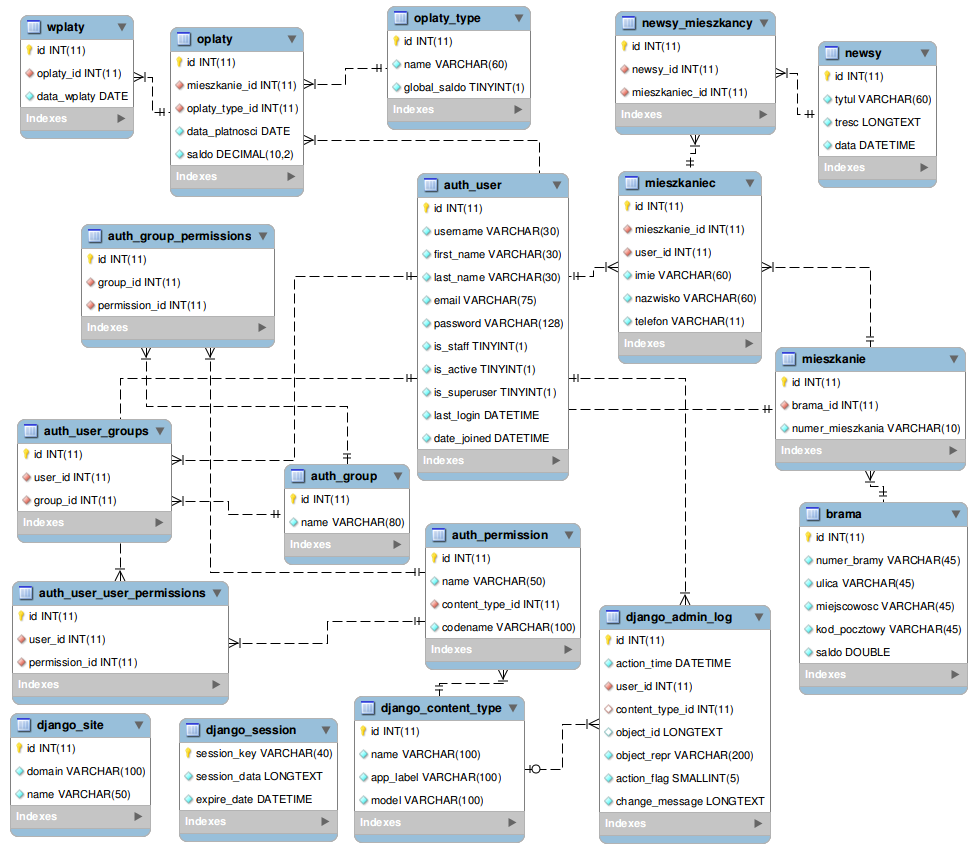 wplaty
id INT(11)
oplaty_id INT(11)
data_wplaty DATE
Indexes
oplaty
id INT(11)
mieszkanie_id INT(11)
oplaty_type_id INT(11)
data_platnosci DATE
saldo DECIMAL(10,2)
Indexes
oplaty_type
id INT(11)
name VARCHAR(60)
global_saldo TINYINT(1)
Indexes
newsy_mieszkancy
id INT(11)
newsy_id INT(11)
mieszkaniec_id INT(11)
Indexes
newsy
id INT(11)
tytul VARCHAR(60)
tresc LONGTEXT
data DATETIME
Indexes
auth_user
id INT(11)
username VARCHAR(30)
first_name VARCHAR(30)
last_name VARCHAR(30)
email VARCHAR(75)
password VARCHAR(128)
is_staff TINYINT(1)
is_active TINYINT(1)
is_superuser TINYINT(1)
last_login DATETIME
date_joined DATETIME
Indexes
mieszkaniec
id INT(11)
mieszkanie_id INT(11)
user_id INT(11)
imie VARCHAR(60)
nazwisko VARCHAR(60)
telefon VARCHAR(11)
Indexes
auth_group_permissions
id INT(11)
group_id INT(11)
permission_id INT(11)
Indexes
mieszkanie
id INT(11)
brama_id INT(11)
numer_mieszkania VARCHAR(10)
Indexes
auth_user_groups
id INT(11)
user_id INT(11)
group_id INT(11)
Indexes
auth_group
id INT(11)
name VARCHAR(80)
Indexes
brama
id INT(11)
numer_bramy VARCHAR(45)
ulica VARCHAR(45)
miejscowosc VARCHAR(45)
kod_pocztowy VARCHAR(45)
saldo DOUBLE
Indexes
auth_permission
id INT(11)
name VARCHAR(50)
content_type_id INT(11)
codename VARCHAR(100)
Indexes
auth_user_user_permissions
id INT(11)
user_id INT(11)
permission_id INT(11)
Indexes
django_admin_log
id INT(11)
action_time DATETIME
user_id INT(11)
content_type_id INT(11)
object_id LONGTEXT
object_repr VARCHAR(200)
action_flag SMALLINT(5)
change_message LONGTEXT
Indexes
django_site
id INT(11)
domain VARCHAR(100)
name VARCHAR(50)
Indexes
django_session
session_key VARCHAR(40)
session_data LONGTEXT
expire_date DATETIME
Indexes
django_content_type
id INT(11)
name VARCHAR(100)
app_label VARCHAR(100)
model VARCHAR(100)
Indexes